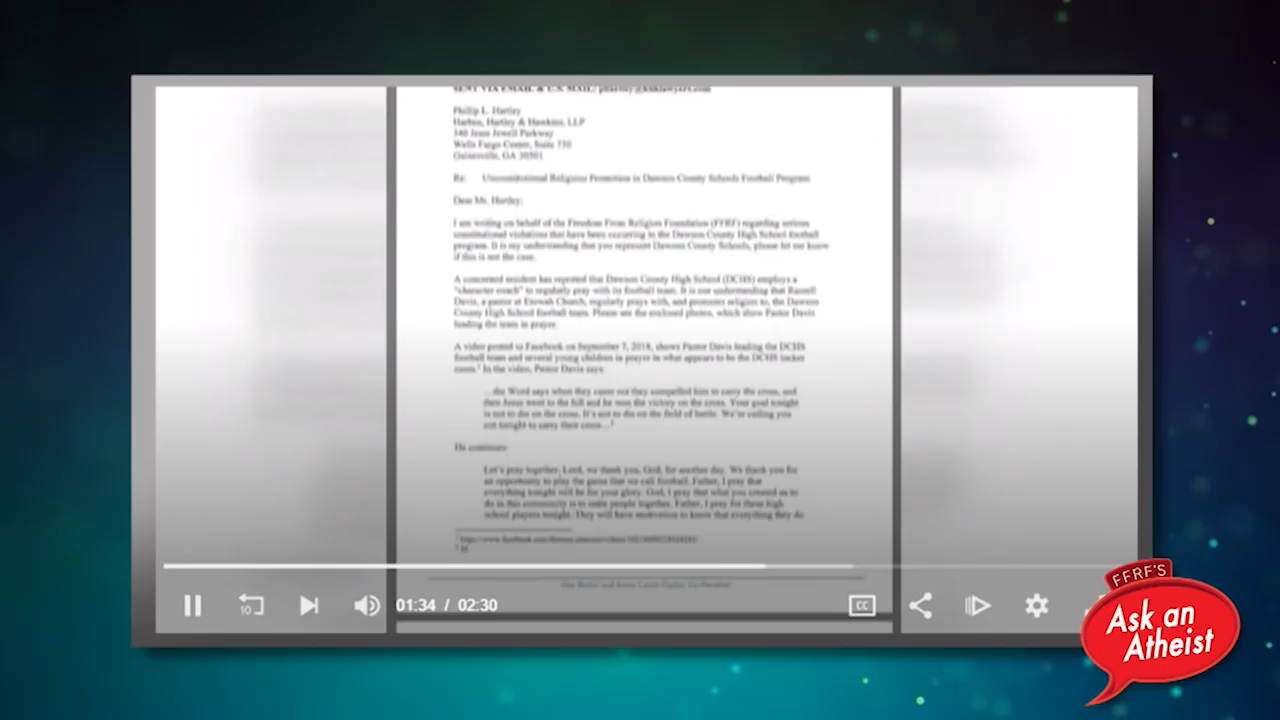 SENT VIA EMAIL & U.S. MAIL:
Phillip L. Hartley
Harben, Hartley & Hawkins, LLP
340 Jesse Jewell Parkway
Wells Fargo Center, Suite 750
Gainesville, GA 30501
Re: Unconstitutional Religious Promotion in Dawson County Schools Football Program
Dear Mr. Hartley:
I am writing on behalf of the Freedom From Religion Foundation (FFRF) regarding serious
constitutional violations that have been occurring in the Dawson County High School football
program. It is my understanding that you represent Dawson County Schools, please let me know
if this is not the case.
A concerned resident has reported that Dawson County High School (DCHS) employs a
“character coach” to regularly pray with its football team. It is our understanding that Russell
Davis, a pastor at Etowah Church, regularly prays with, and promotes religion to, the Dawson
County High School football team. Please see the enclosed photos, which show Pastor Davis
leading the team in prayer.
A video posted to Facebook on September 7, 2018, shows Pastor Davis leading the DCHS
football team and several young children in prayer in what appears to be the DCHS locker
room.¹ In the video, Pastor Davis says:
…the Word says when they came out they compelled him to carry the cross, and
then Jesus went to the hill and he won the victory on the cross. Your goal tonight
is not to die on the cross. It's not to die on the field of battle. We're calling you
out tonight to carry their cross…²
He continues:
Let's pray together, Lord, we thank you, God, for another day. We thank you for
an opportunity to play the game that we call football. Father, I pray that
everything tonight will be for your glory. God, I pray that what you created us to
do in this community is to unite people together. Father, I pray for these high
school players tonight. They will have motivation to know that everything they do
² Id
10
01:34 / 02:30
CC
FFRF'S
Ask an
Atheist